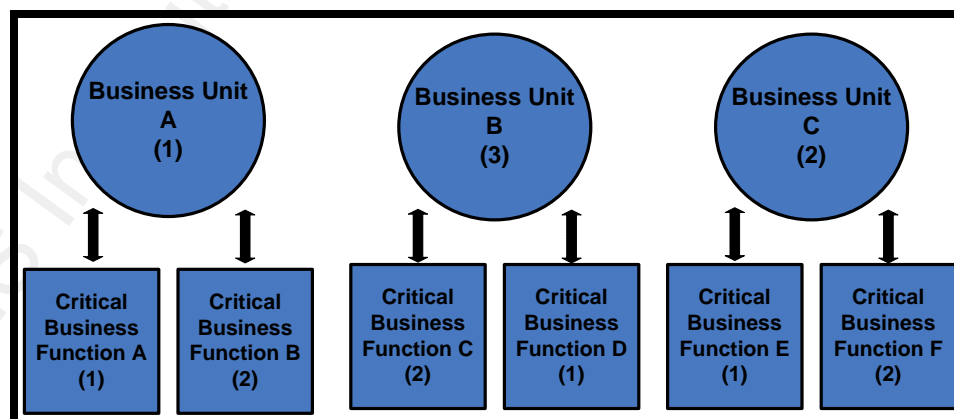 Business Unit
A
(1)
Business Unit
B
(3)
Business Unit
C
(2)
Critical
Business
Function A
(1)
Critical
Business
Function B
(2)
Critical
Business
Function C
(2)
Critical
Business
Function D
(1)
Critical
Business
Function E
(1)
Critical
Business
Function F
(2)